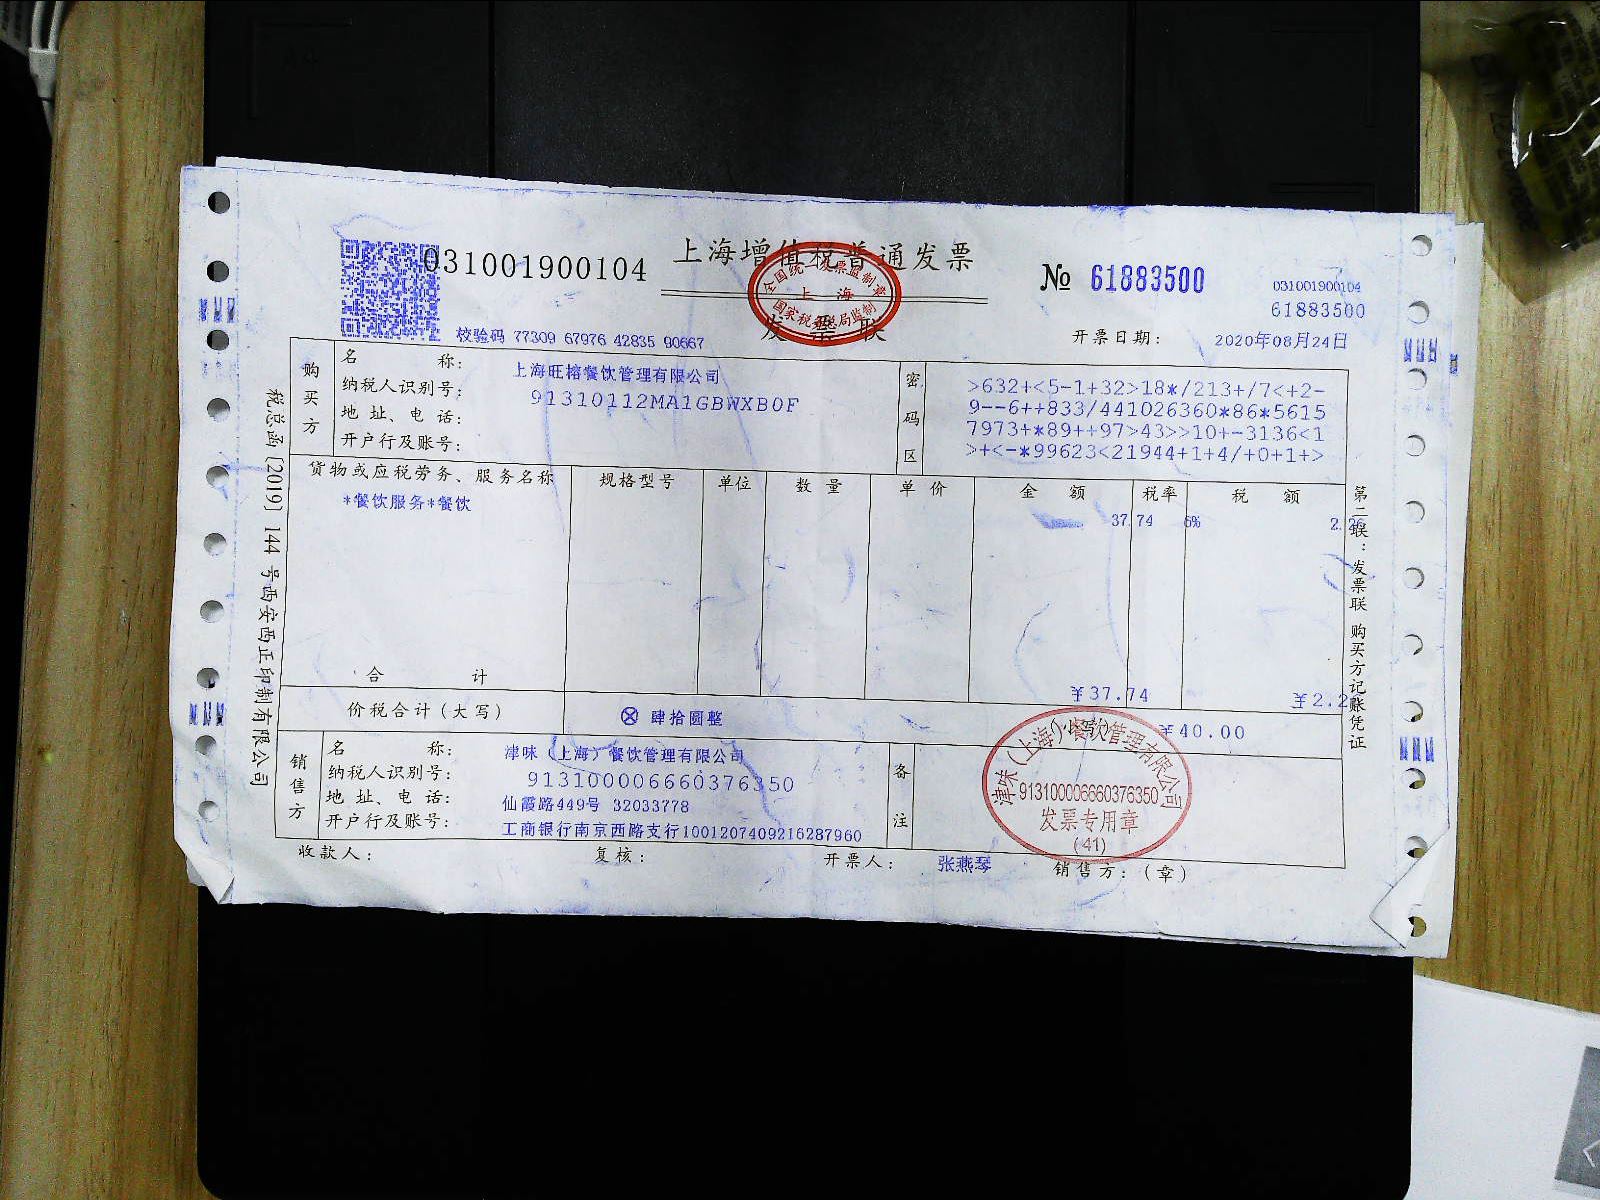 上海增值税普通发票
031001900104
№ 61883500
031001900104
61883500
全国统一发票监制章
上 海
国家税务总局监制
发 票 联
校验码 77309 67976 42835 90667
开票日期: 2020年08月24日
购买方
名 称: 上海旺榕餐饮管理有限公司
纳税人识别号: 91310112MA1GBWXB0F
地 址、电 话:
开户行及账号:
密码区
>632+<5-1+32>18*/213+/7<+2-
9--6++833/441026360*86*5615
7973+*89++97>43>>10+-3136<1
>+<-*99623<21944+1+4/+0+1+>
货物或应税劳务、服务名称 规格型号 单位 数 量 单 价 金 额 税率 税 额
*餐饮服务*餐饮 37.74 6% 2.26
合 计 ¥37.74 ¥2.26
价税合计(大写) ⊗ 肆拾圆整 (小写) ¥40.00
销售方
名 称: 津味(上海)餐饮管理有限公司
纳税人识别号: 913100006660376350
地 址、电 话: 仙霞路449号 32033778
开户行及账号: 工商银行南京西路支行1001207409216287960
备注
津味(上海)餐饮管理有限公司
913100006660376350
发票专用章
(41)
收款人: 复核: 开票人: 张燕琴 销售方:(章)
税总函[2019]144号西安西正印制有限公司
第二联:发票联 购买方记账凭证